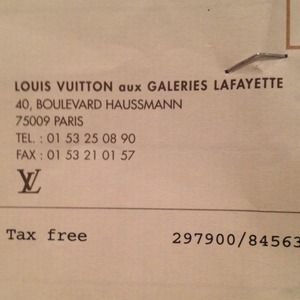 LOUIS VUITTON aux GALERIES LAFAYETTE
40, BOULEVARD HAUSSMANN
75009 PARIS
TEL. : 01 53 25 08 90
FAX : 01 53 21 01 57
LV
Tax free 297900/84563